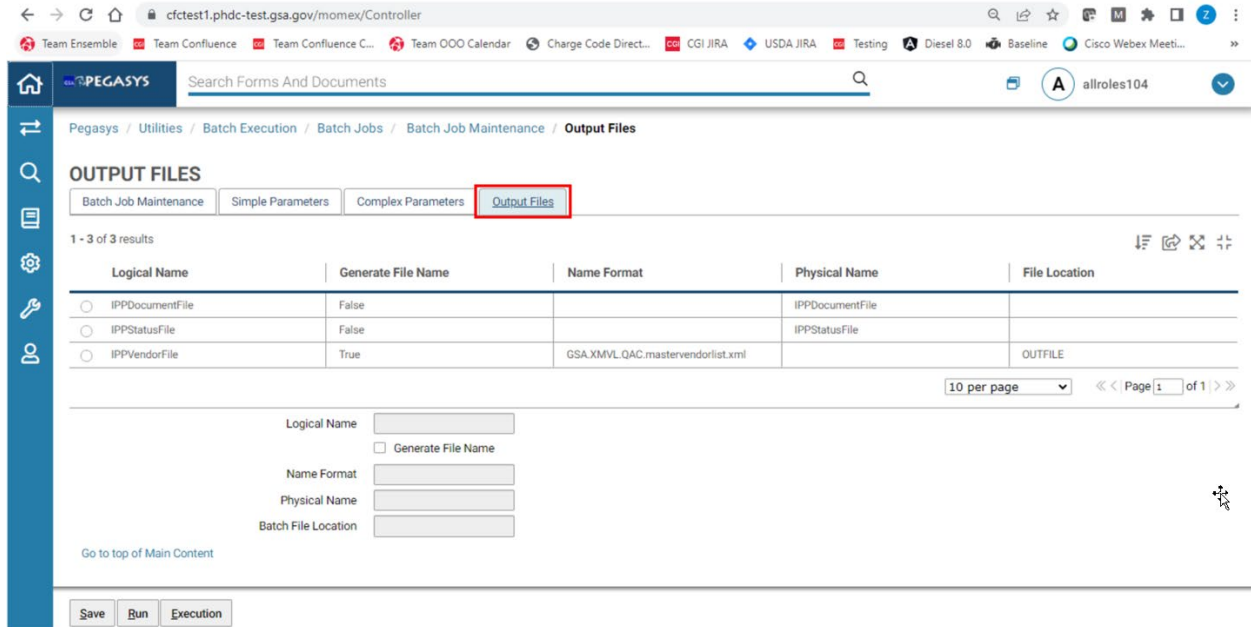 cfctest1.phdc-test.gsa.gov/momex/Controller
Team Ensemble Team Confluence Team Confluence C... Team OOO Calendar Charge Code Direct... CGI JIRA USDA JIRA Testing Diesel 8.0 Baseline Cisco Webex Meeti... »
PEGASYS Search Forms And Documents A allroles104
Pegasys / Utilities / Batch Execution / Batch Jobs / Batch Job Maintenance / Output Files
OUTPUT FILES
Batch Job Maintenance Simple Parameters Complex Parameters Output Files
1 - 3 of 3 results
Logical Name Generate File Name Name Format Physical Name File Location
IPPDocumentFile False IPPDocumentFile
IPPStatusFile False IPPStatusFile
IPPVendorFile True GSA.XMVL.QAC.mastervendorlist.xml OUTFILE
10 per page Page 1 of 1
Logical Name
Generate File Name
Name Format
Physical Name
Batch File Location
Go to top of Main Content
Save Run Execution